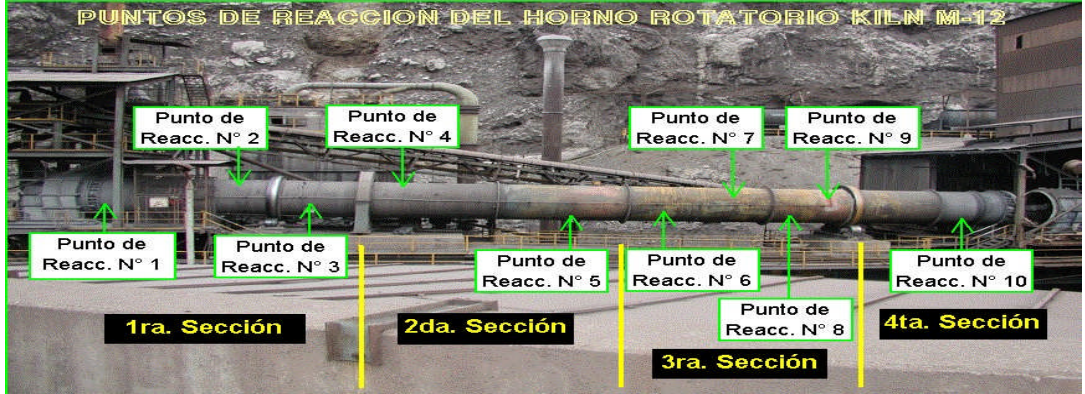 PUNTOS DE REACCION DEL HORNO ROTATORIO KILN M-12
Punto de
Reacc. N° 2
Punto de
Reacc. N° 4
Punto de
Reacc. N° 7
Punto de
Reacc. N° 9
Punto de
Reacc. N° 1
Punto de
Reacc. N° 3
Punto de
Reacc. N° 5
Punto de
Reacc. N° 6
Punto de
Reacc. N° 8
Punto de
Reacc. N° 10
1ra. Sección
2da. Sección
3ra. Sección
4ta. Sección